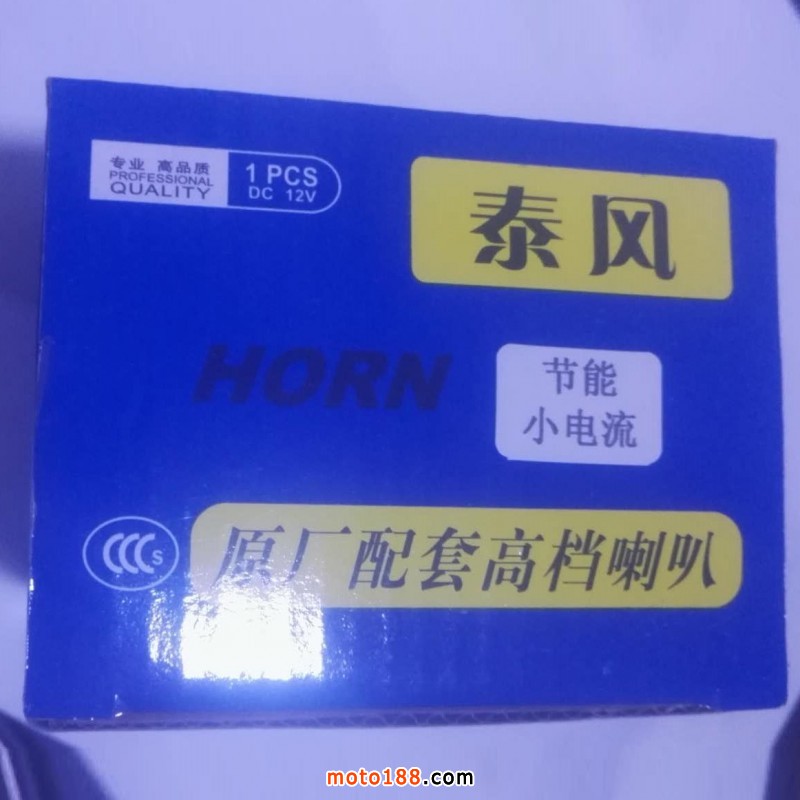 专业 高品质
PROFESSIONAL
QUALITY
1 PCS
DC 12V
泰风
HORN
节能
小电流
CCC S
原厂配套高档喇叭
moto188.com